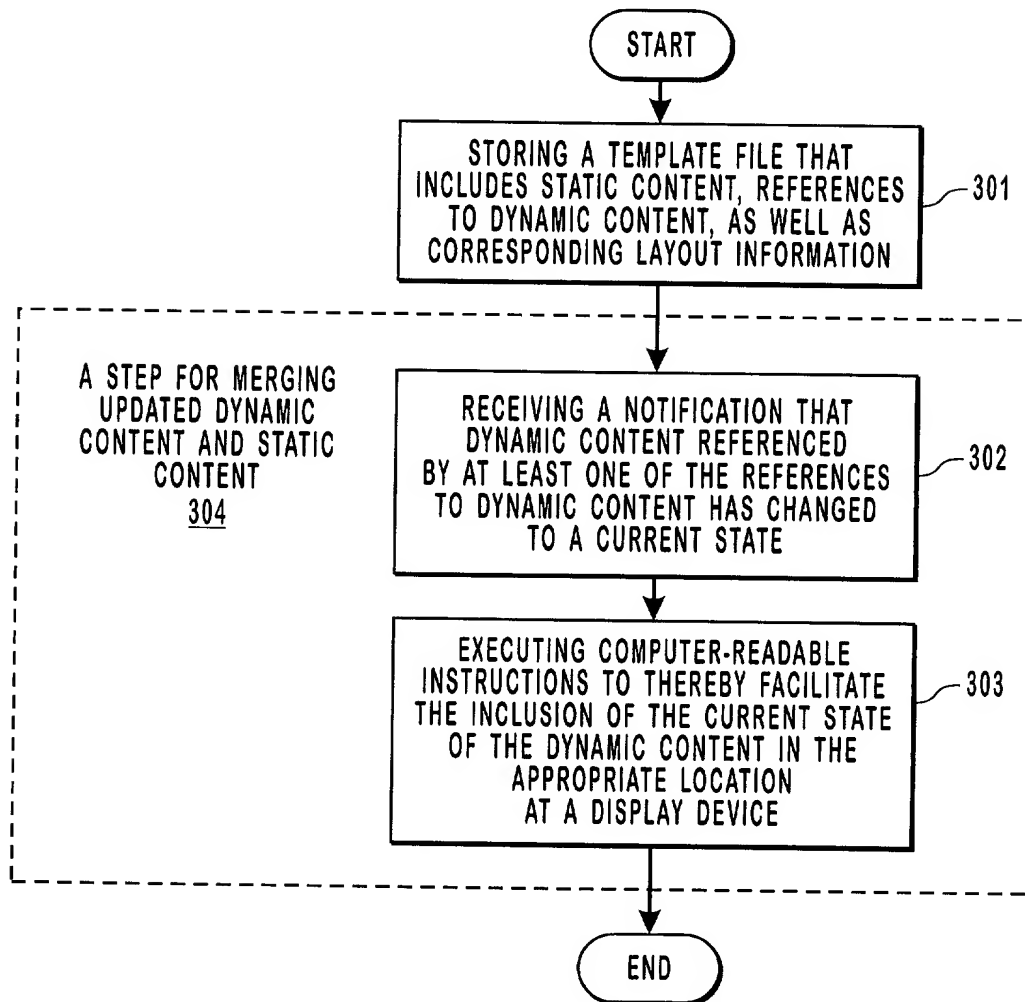 START
STORING A TEMPLATE FILE THAT
INCLUDES STATIC CONTENT, REFERENCES
TO DYNAMIC CONTENT, AS WELL AS
CORRESPONDING LAYOUT INFORMATION
301
A STEP FOR MERGING
UPDATED DYNAMIC
CONTENT AND STATIC
CONTENT
304
RECEIVING A NOTIFICATION THAT
DYNAMIC CONTENT REFERENCED
BY AT LEAST ONE OF THE REFERENCES
TO DYNAMIC CONTENT HAS CHANGED
TO A CURRENT STATE
302
EXECUTING COMPUTER-READABLE
INSTRUCTIONS TO THEREBY FACILITATE
THE INCLUSION OF THE CURRENT STATE
OF THE DYNAMIC CONTENT IN THE
APPROPRIATE LOCATION
AT A DISPLAY DEVICE
303
END